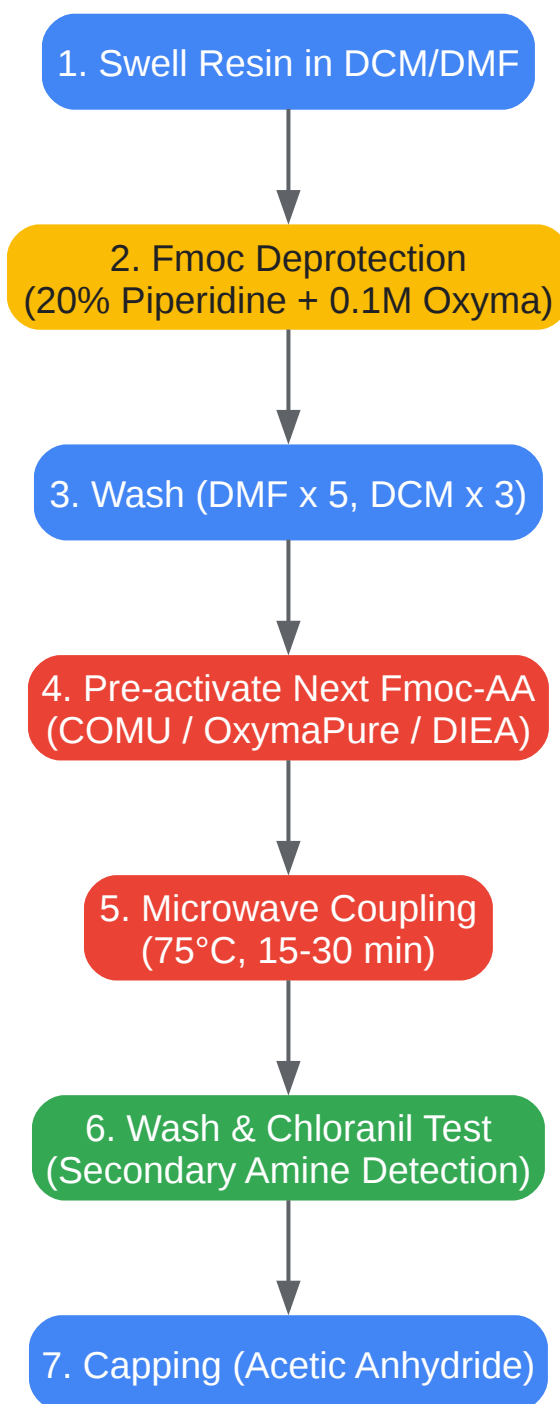 1. Swell Resin in DCM/DMF
2. Fmoc Deprotection
(20% Piperidine + 0.1M Oxyma)
3. Wash (DMF x 5, DCM x 3)
4. Pre-activate Next Fmoc-AA
(COMU / OxymaPure / DIEA)
5. Microwave Coupling
(75°C, 15-30 min)
6. Wash & Chloranil Test
(Secondary Amine Detection)
7. Capping (Acetic Anhydride)